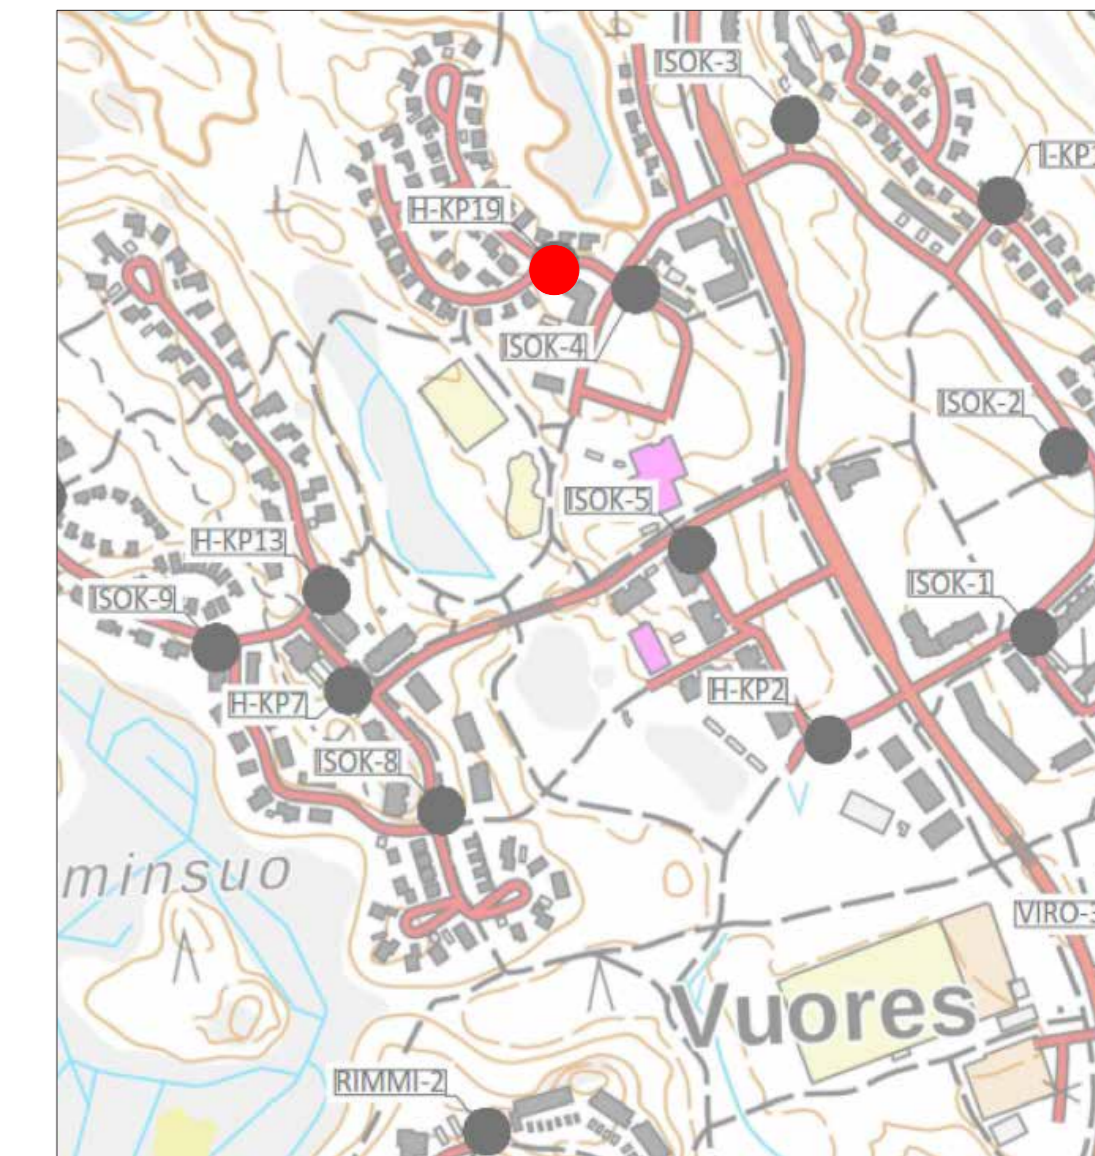 ISOK-3
I-KP
H-KP19
ISOK-4
ISOK-2
ISOK-5
H-KP13
ISOK-9
ISOK-1
H-KP7
H-KP2
ISOK-8
minsuo
VIRO-3
Vuores
RIMMI-2